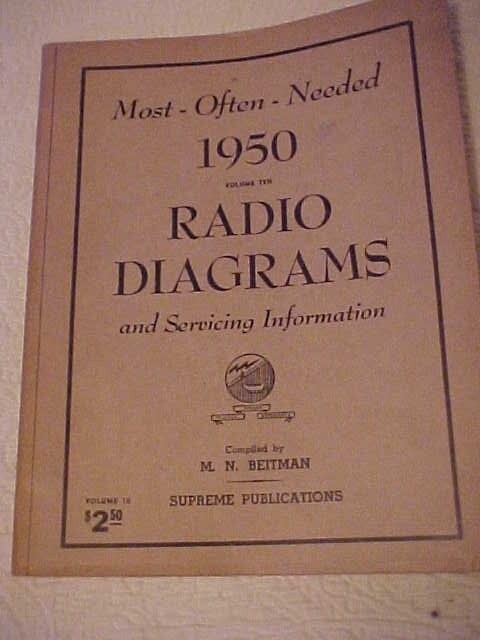 Most - Often - Needed
1950
VOLUME TEN
RADIO
DIAGRAMS
and Servicing Information
Compiled by
M. N. BEITMAN
SUPREME PUBLICATIONS
VOLUME 10
$2.50